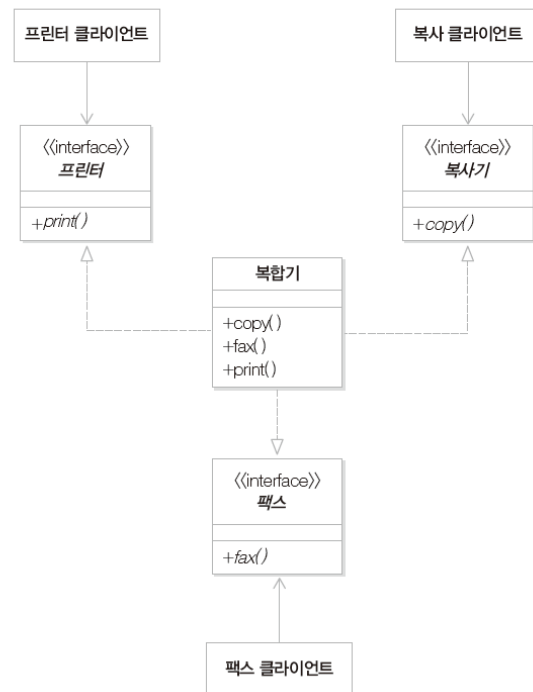 프린터 클라이언트
복사 클라이언트
《interface》
프린터
+print()
《interface》
복사기
+copy()
복합기
+copy()
+fax()
+print()
《interface》
팩스
+fax()
팩스 클라이언트